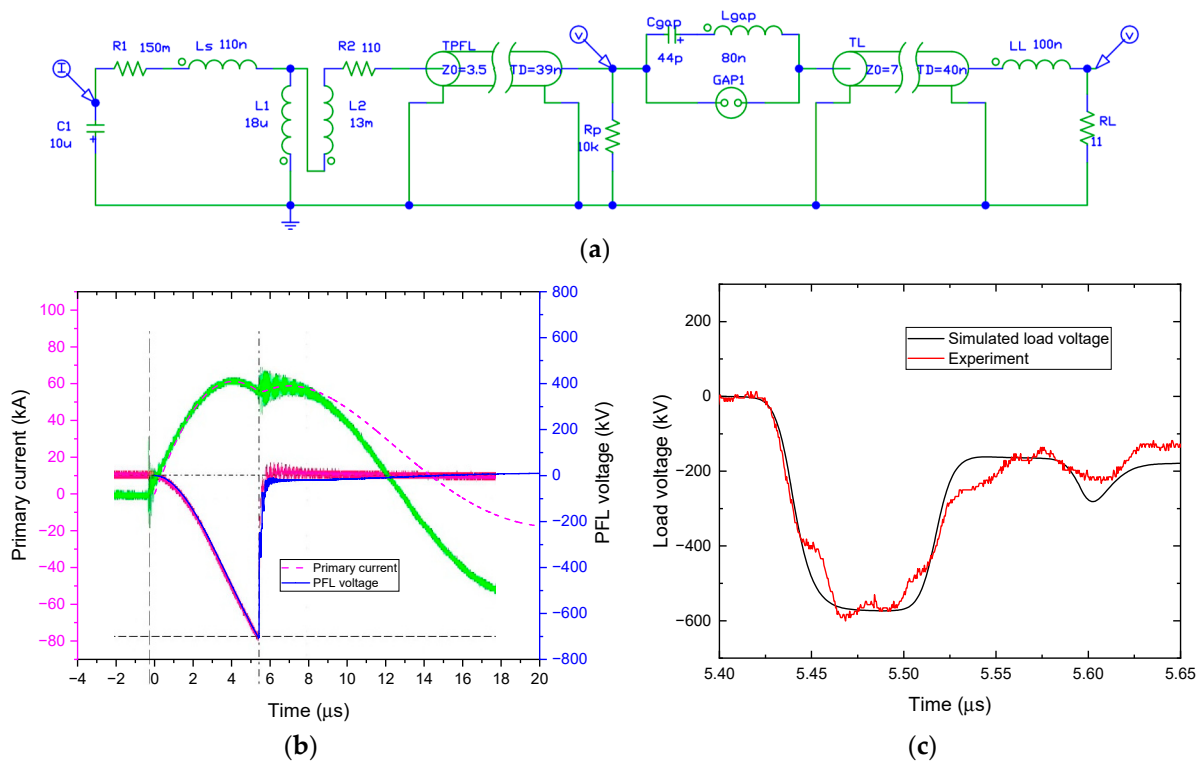 R1 150m Ls 110n R2 110 TPFL Cgap Lgap TL LL 100n
I V V
Z0=3.5 TD=39n 44p 80n Z0=7 TD=40n
GAP1
C1 10u L1 18u L2 13m Rp 10k RL 11
(a)
Primary current (kA)
100
80
60
40
20
0
−20
−40
−60
−80
−4 −2 0 2 4 6 8 10 12 14 16 18 20
Time (μs)
800
600
400
200
0
−200
−400
−600
−800
PFL voltage (kV)
Primary current
PFL voltage
(b)
Load voltage (kV)
200
0
−200
−400
−600
5.40 5.45 5.50 5.55 5.60 5.65
Time (μs)
Simulated load voltage
Experiment
(c)